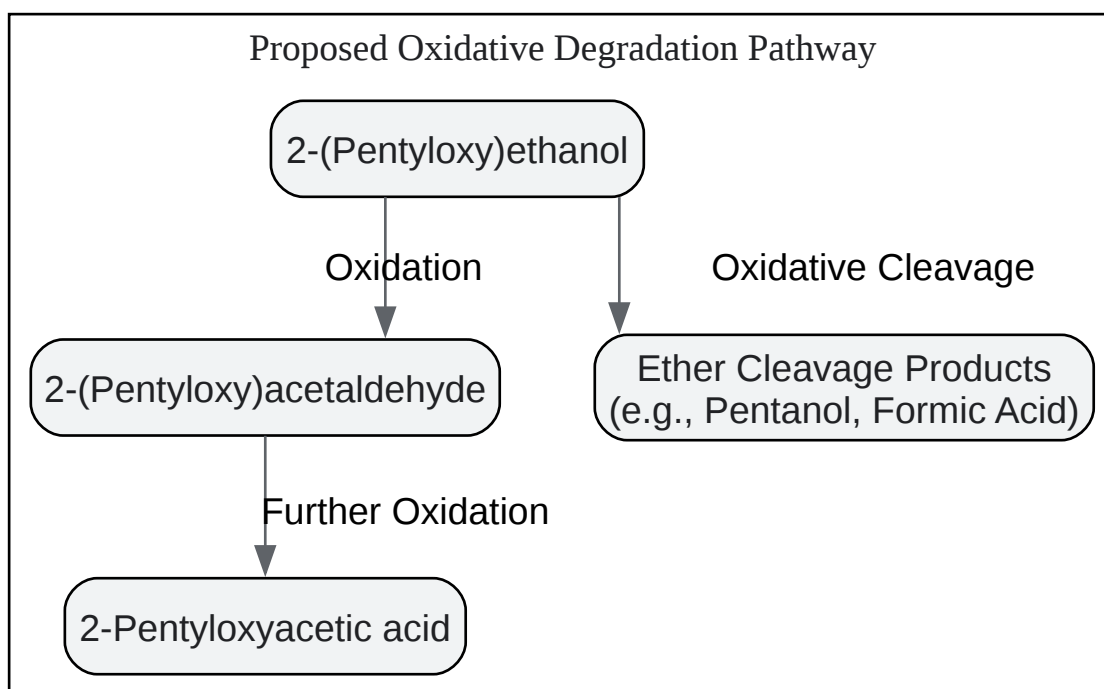 Proposed Oxidative Degradation Pathway
2-(Pentyloxy)ethanol
Oxidation
Oxidative Cleavage
2-(Pentyloxy)acetaldehyde
Ether Cleavage Products
(e.g., Pentanol, Formic Acid)
Further Oxidation
2-Pentyloxyacetic acid